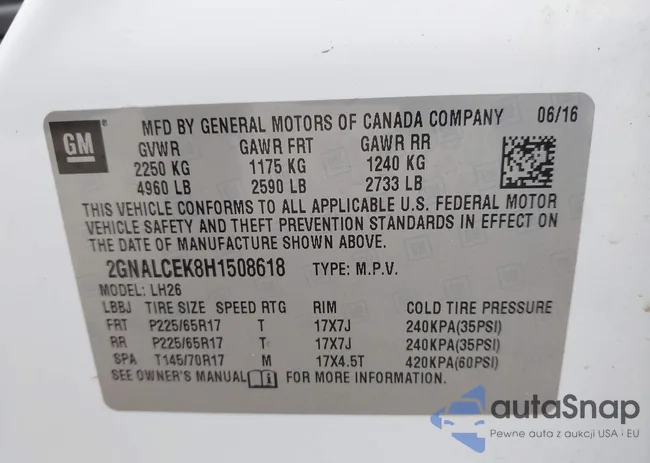 GM ® MFD BY GENERAL MOTORS OF CANADA COMPANY 06/16
GVWR GAWR FRT GAWR RR
2250 KG 1175 KG 1240 KG
4960 LB 2590 LB 2733 LB
THIS VEHICLE CONFORMS TO ALL APPLICABLE U.S. FEDERAL MOTOR
VEHICLE SAFETY AND THEFT PREVENTION STANDARDS IN EFFECT ON
THE DATE OF MANUFACTURE SHOWN ABOVE.
2GNALCEK8H1508618 TYPE: M.P.V.
MODEL: LH26
LBBJ TIRE SIZE SPEED RTG RIM COLD TIRE PRESSURE
FRT P225/65R17 T 17X7J 240KPA(35PSI)
RR P225/65R17 T 17X7J 240KPA(35PSI)
SPA T145/70R17 M 17X4.5T 420KPA(60PSI)
SEE OWNER'S MANUAL FOR MORE INFORMATION.
autaSnap
Pewne auta z aukcji USA i EU